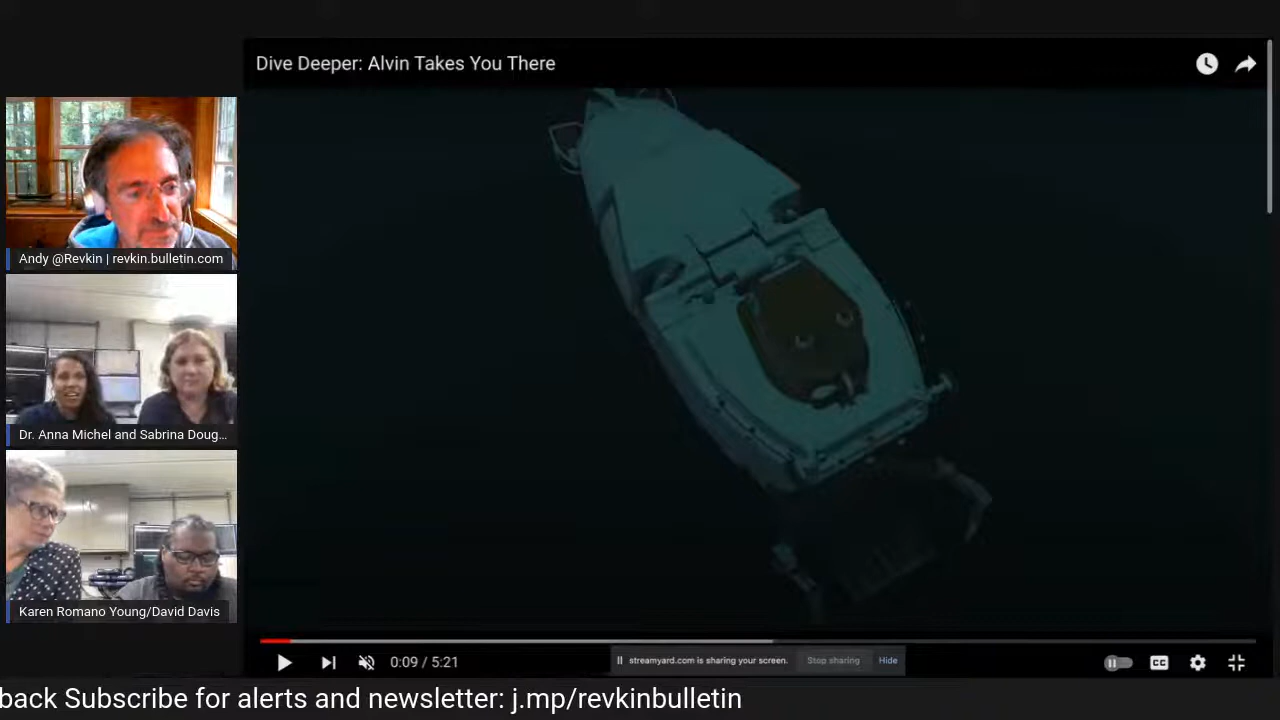 Dive Deeper: Alvin Takes You There
Andy @Revkin | revkin.bulletin.com
Dr. Anna Michel and Sabrina Doug...
Karen Romano Young/David Davis
0:09 / 5:21
streamyard.com is sharing your screen.
Stop sharing
Hide
CC
back Subscribe for alerts and newsletter: j.mp/revkinbulletin